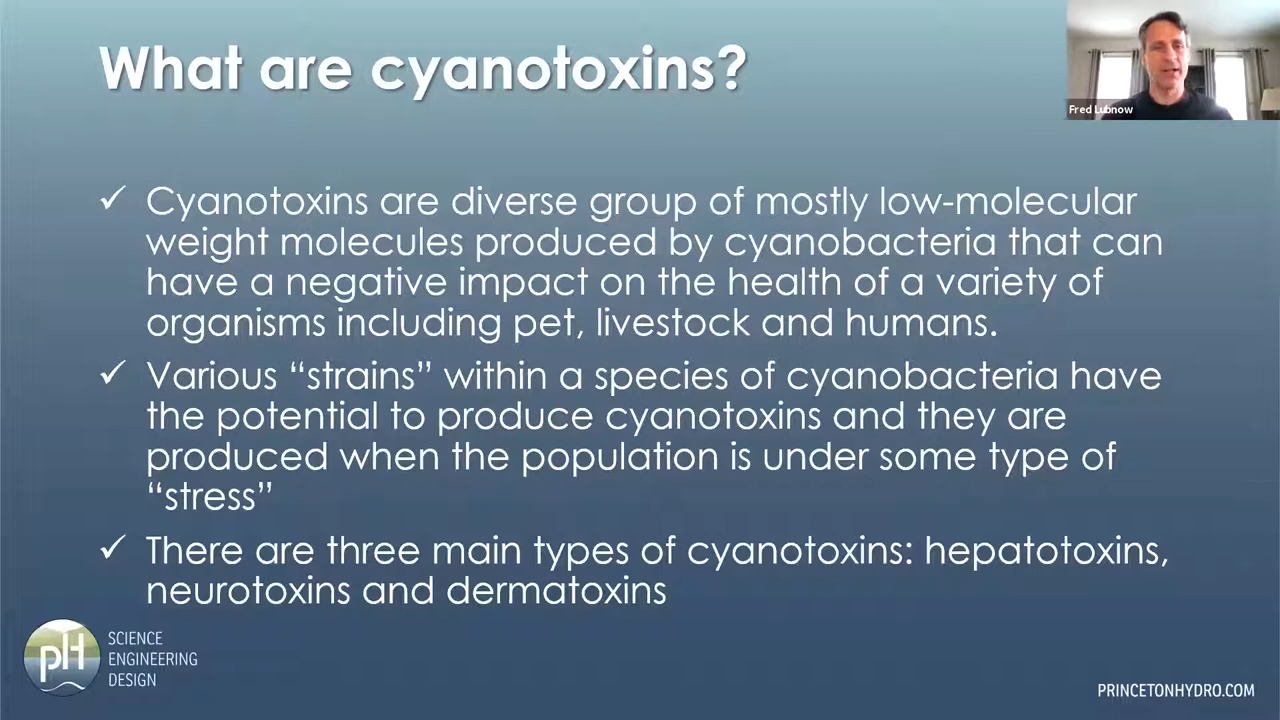 What are cyanotoxins?
Fred Lubnow
✓ Cyanotoxins are diverse group of mostly low-molecular
weight molecules produced by cyanobacteria that can
have a negative impact on the health of a variety of
organisms including pet, livestock and humans.
✓ Various “strains” within a species of cyanobacteria have
the potential to produce cyanotoxins and they are
produced when the population is under some type of
“stress”
✓ There are three main types of cyanotoxins: hepatotoxins,
neurotoxins and dermatoxins
pH
SCIENCE
ENGINEERING
DESIGN
PRINCETONHYDRO.COM